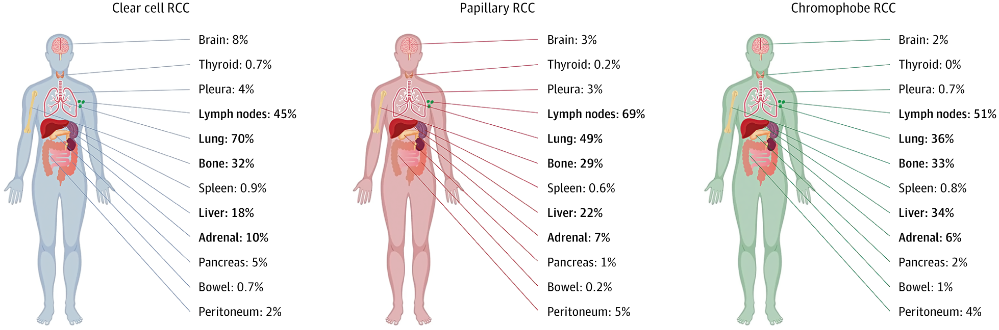 Clear cell RCC
Brain: 8%
Thyroid: 0.7%
Pleura: 4%
Lymph nodes: 45%
Lung: 70%
Bone: 32%
Spleen: 0.9%
Liver: 18%
Adrenal: 10%
Pancreas: 5%
Bowel: 0.7%
Peritoneum: 2%
Papillary RCC
Brain: 3%
Thyroid: 0.2%
Pleura: 3%
Lymph nodes: 69%
Lung: 49%
Bone: 29%
Spleen: 0.6%
Liver: 22%
Adrenal: 7%
Pancreas: 1%
Bowel: 0.2%
Peritoneum: 5%
Chromophobe RCC
Brain: 2%
Thyroid: 0%
Pleura: 0.7%
Lymph nodes: 51%
Lung: 36%
Bone: 33%
Spleen: 0.8%
Liver: 34%
Adrenal: 6%
Pancreas: 2%
Bowel: 1%
Peritoneum: 4%